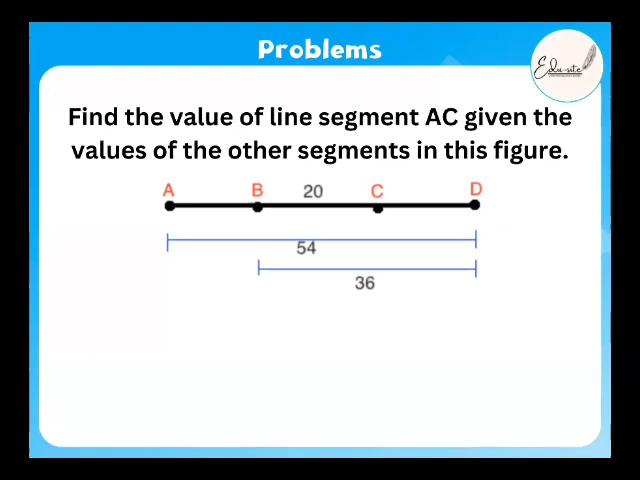 Problems
Edu-site
Find the value of line segment AC given the
values of the other segments in this figure.
A B 20 C D
54
36